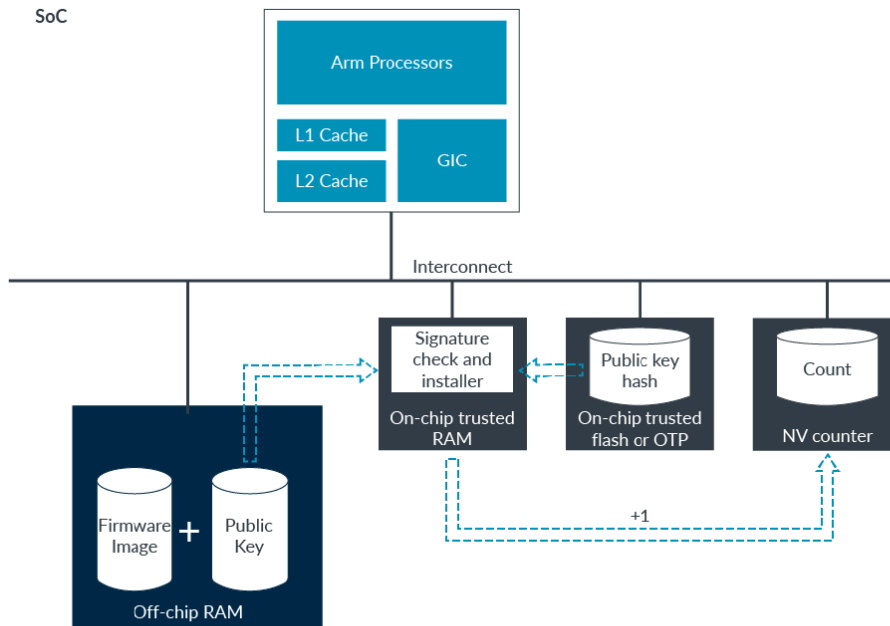 SoC
Arm Processors
L1 Cache
L2 Cache
GIC
Interconnect
Signature
check and
installer
On-chip trusted
RAM
Public key
hash
On-chip trusted
flash or OTP
Count
NV counter
Firmware
Image
+
Public
Key
Off-chip RAM
+1